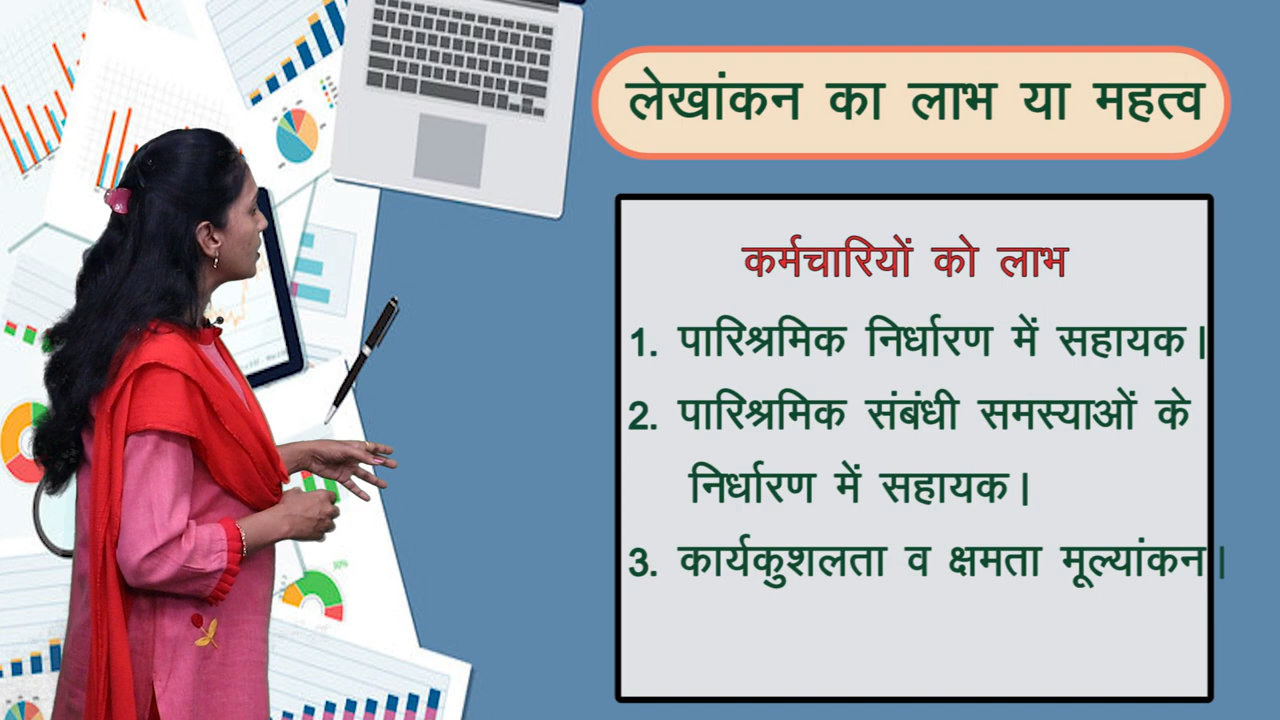 लेखांकन का लाभ या महत्व
कर्मचारियों को लाभ
1. पारिश्रमिक निर्धारण में सहायक।
2. पारिश्रमिक संबंधी समस्याओं के
निर्धारण में सहायक।
3. कार्यकुशलता व क्षमता मूल्यांकन।
30%